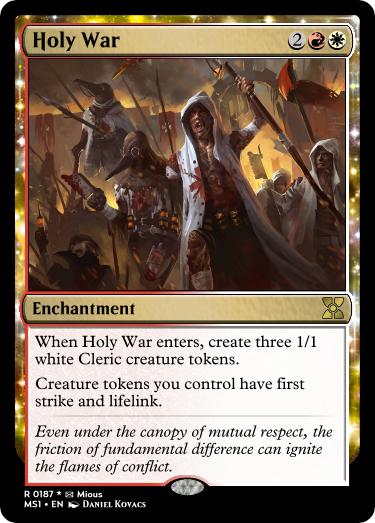 Holy War 2
Enchantment
When Holy War enters, create three 1/1
white Cleric creature tokens.
Creature tokens you control have first
strike and lifelink.
Even under the canopy of mutual respect, the
friction of fundamental difference can ignite
the flames of conflict.
R 0187 * Mious
MS1 • EN Daniel Kovacs